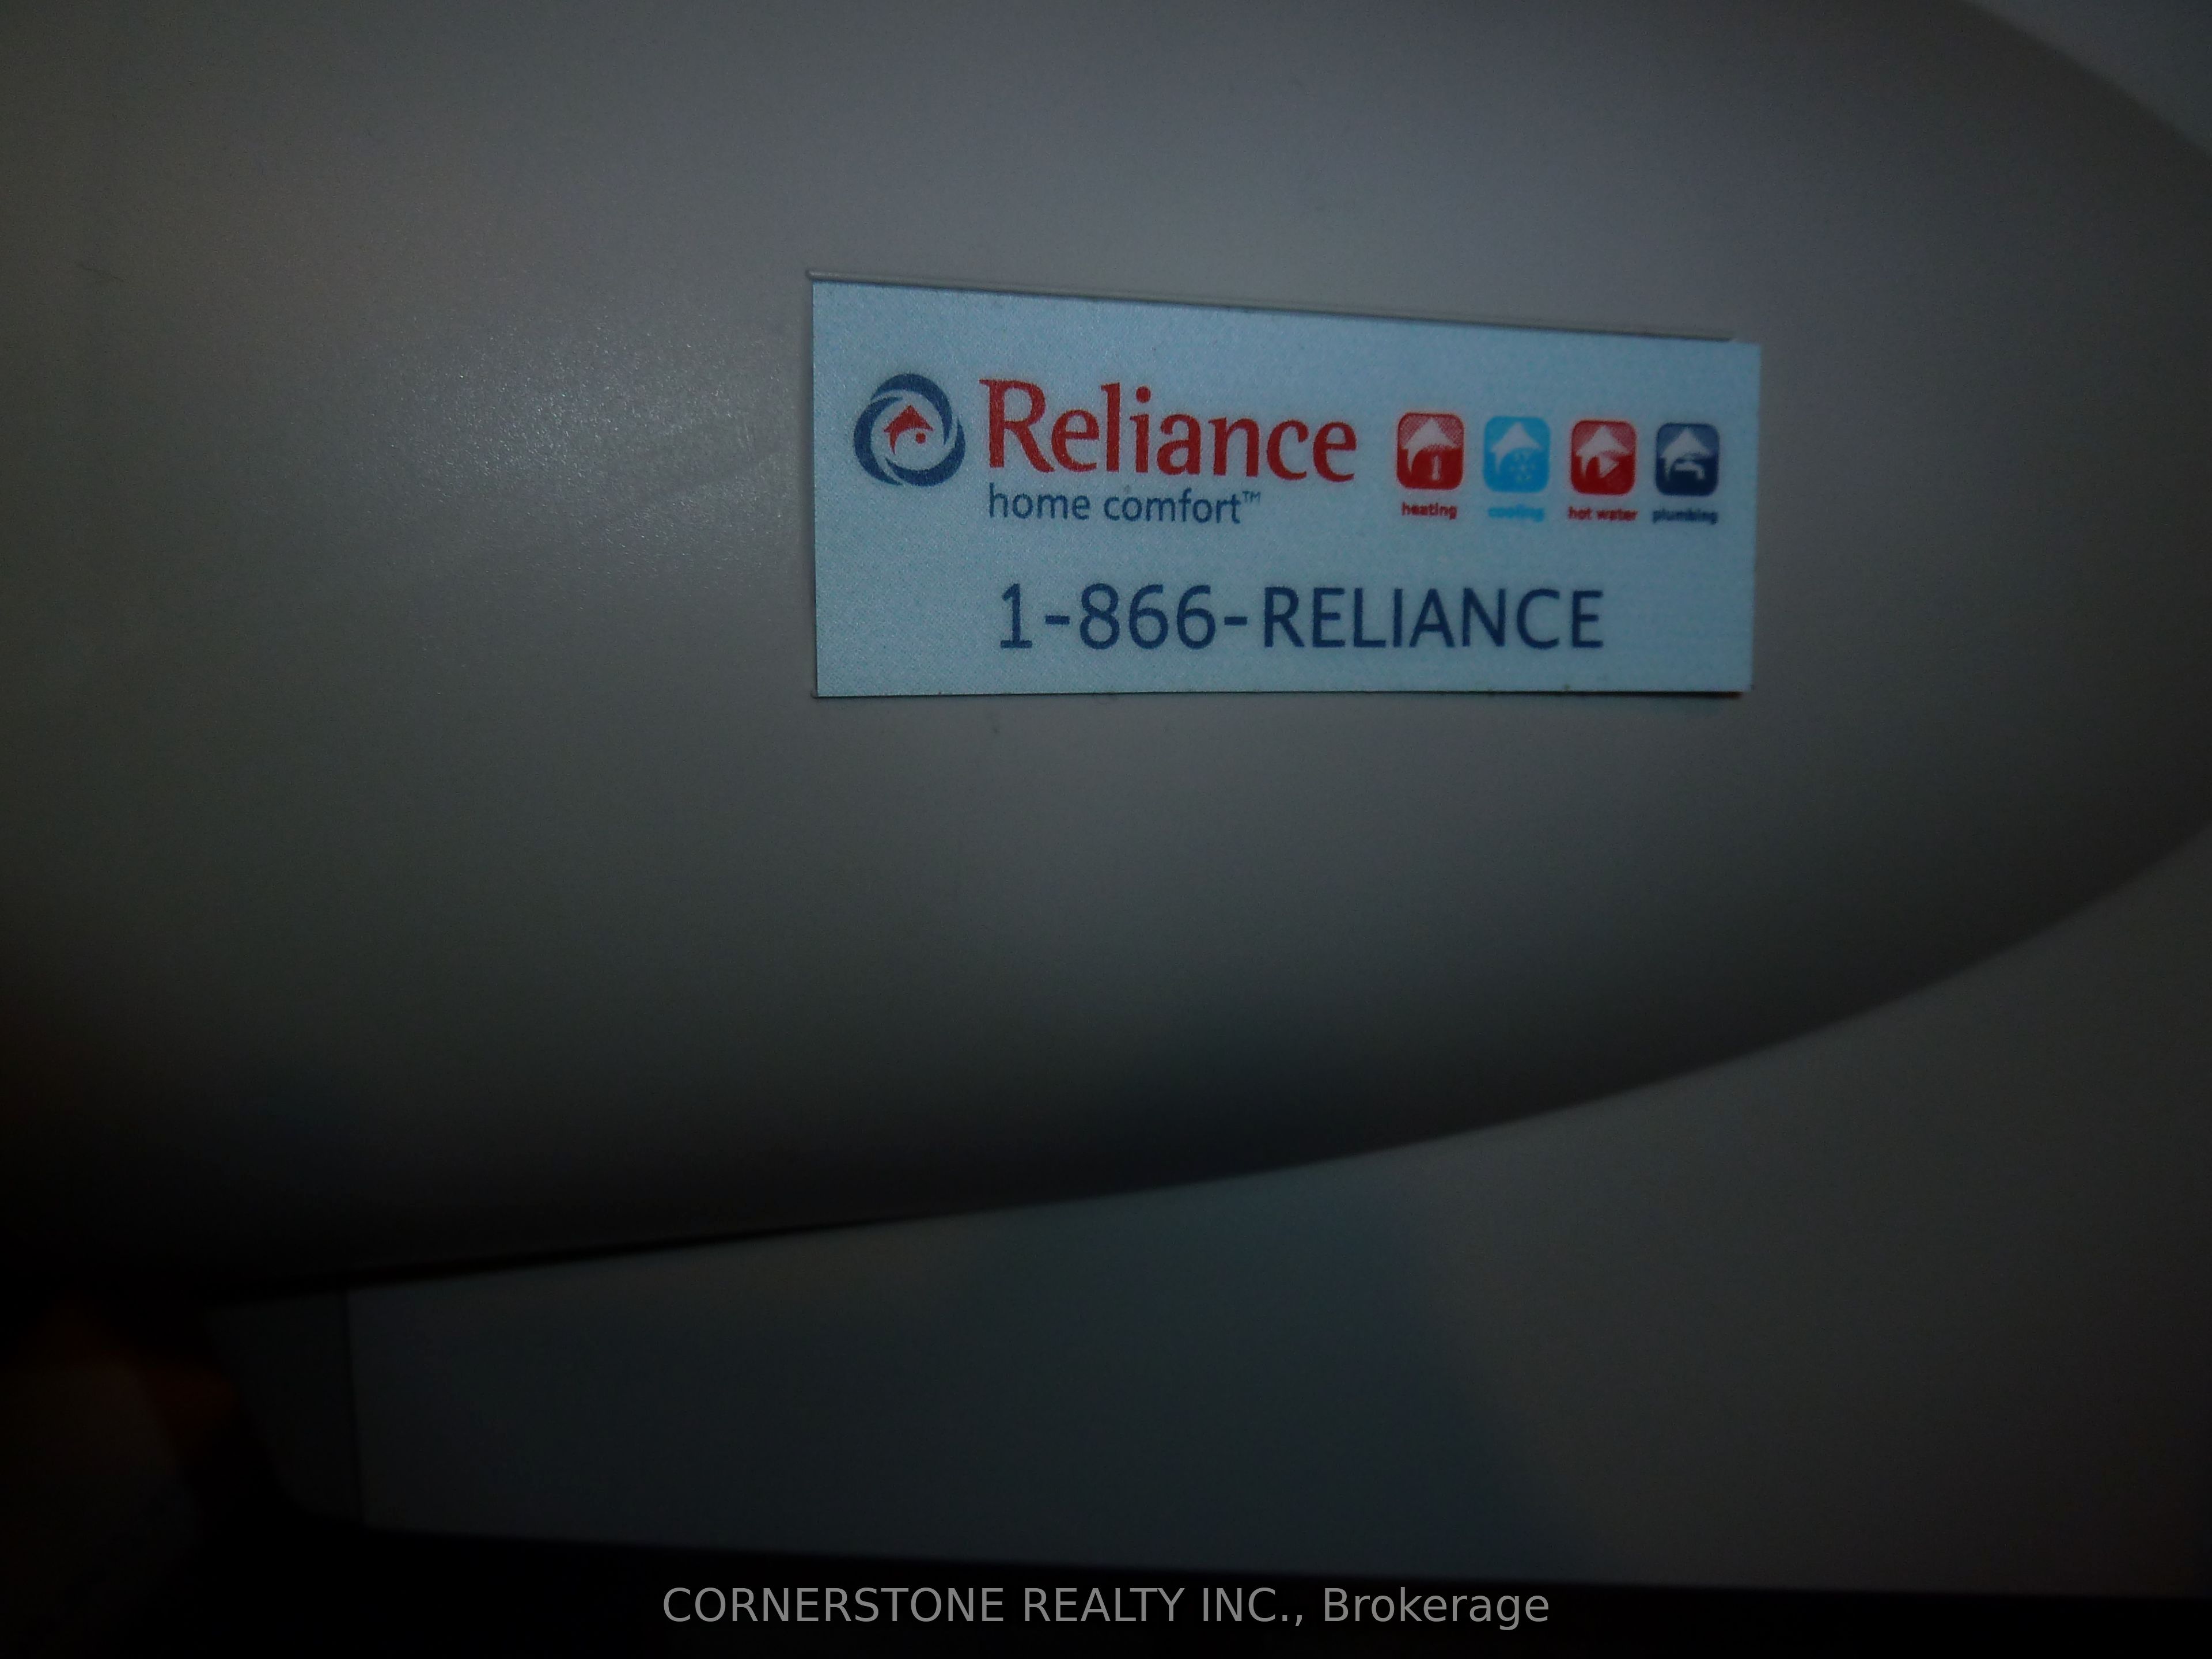 Reliance
home comfort™
heating cooling hot water plumbing
1-866-RELIANCE
CORNERSTONE REALTY INC., Brokerage